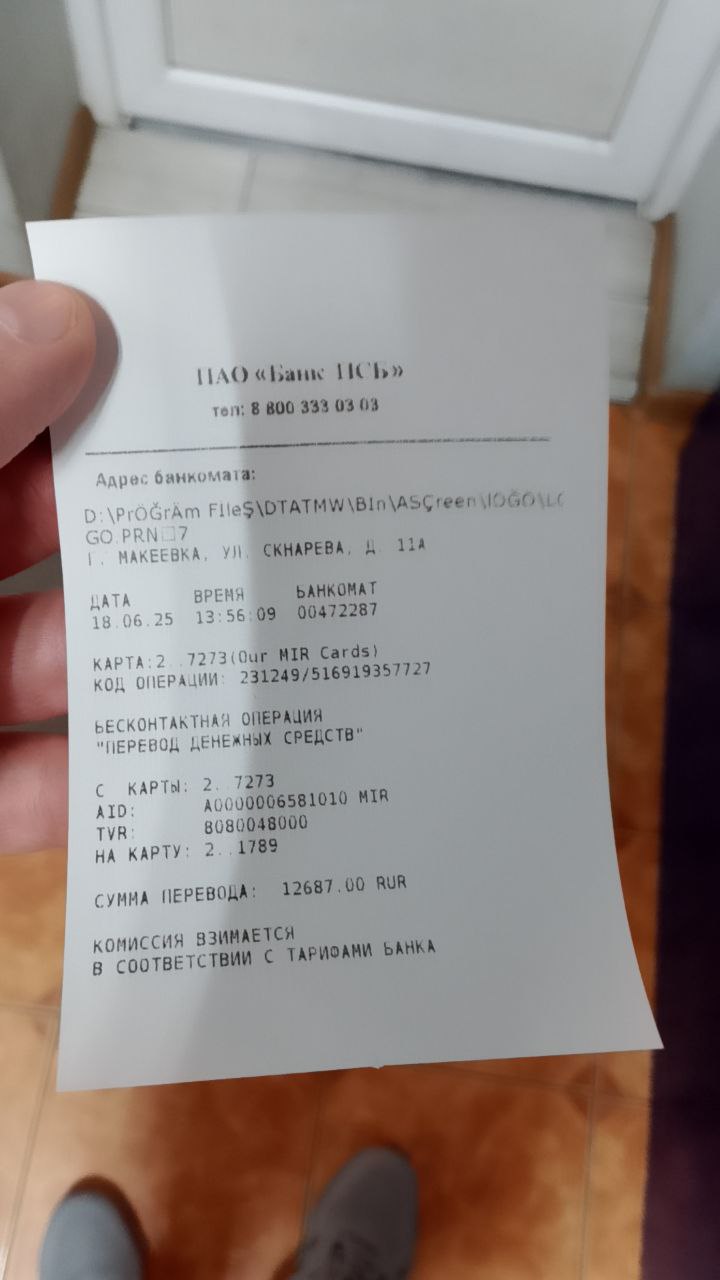 ПАО «Банк ПСБ»
тел: 8 800 333 03 03
Адрес банкомата:
D:\PrÖĞrÄm FIleŞ\DTATMW\BIn\ASÇreen\lOĞO\LO
GO.PRN□7
Г. МАКЕЕВКА, УЛ. СКНАРЕВА, Д. 11А
ДАТА ВРЕМЯ БАНКОМАТ
18.06.25 13:56:09 00472287
КАРТА:2..7273(Our MIR Cards)
КОД ОПЕРАЦИИ: 231249/516919357727
БЕСКОНТАКТНАЯ ОПЕРАЦИЯ
"ПЕРЕВОД ДЕНЕЖНЫХ СРЕДСТВ"
С КАРТЫ: 2..7273
AID: A0000006581010 MIR
TVR: 8080048000
НА КАРТУ: 2..1789
СУММА ПЕРЕВОДА: 12687.00 RUR
КОМИССИЯ ВЗИМАЕТСЯ
В СООТВЕТСТВИИ С ТАРИФАМИ БАНКА